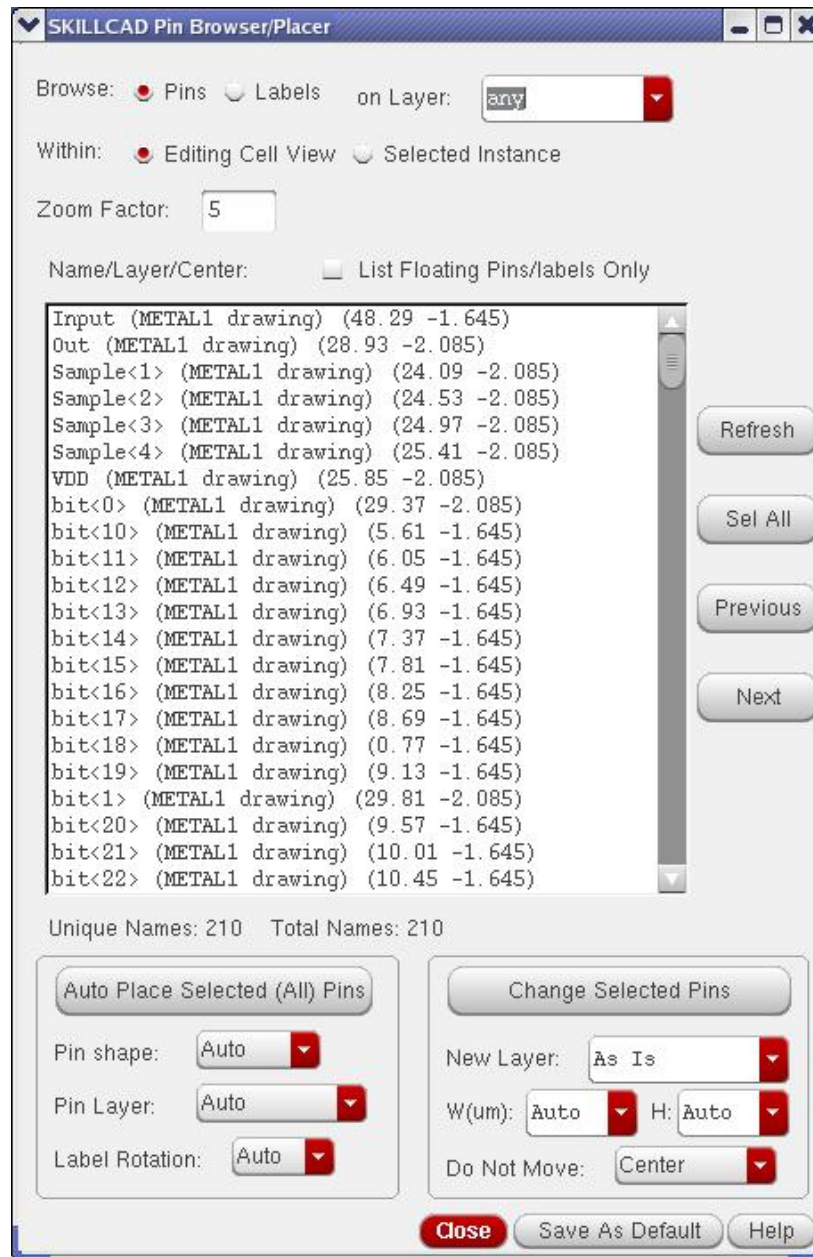 SKILLCAD Pin Browser/Placer
Browse: Pins Labels on Layer: any
Within: Editing Cell View Selected Instance
Zoom Factor: 5
Name/Layer/Center: List Floating Pins/labels Only
Input (METAL1 drawing) (48.29 -1.645)
Out (METAL1 drawing) (28.93 -2.085)
Sample<1> (METAL1 drawing) (24.09 -2.085)
Sample<2> (METAL1 drawing) (24.53 -2.085)
Sample<3> (METAL1 drawing) (24.97 -2.085)
Sample<4> (METAL1 drawing) (25.41 -2.085)
VDD (METAL1 drawing) (25.85 -2.085)
bit<0> (METAL1 drawing) (29.37 -2.085)
bit<10> (METAL1 drawing) (5.61 -1.645)
bit<11> (METAL1 drawing) (6.05 -1.645)
bit<12> (METAL1 drawing) (6.49 -1.645)
bit<13> (METAL1 drawing) (6.93 -1.645)
bit<14> (METAL1 drawing) (7.37 -1.645)
bit<15> (METAL1 drawing) (7.81 -1.645)
bit<16> (METAL1 drawing) (8.25 -1.645)
bit<17> (METAL1 drawing) (8.69 -1.645)
bit<18> (METAL1 drawing) (0.77 -1.645)
bit<19> (METAL1 drawing) (9.13 -1.645)
bit<1> (METAL1 drawing) (29.81 -2.085)
bit<20> (METAL1 drawing) (9.57 -1.645)
bit<21> (METAL1 drawing) (10.01 -1.645)
bit<22> (METAL1 drawing) (10.45 -1.645)
Refresh
Sel All
Previous
Next
Unique Names: 210 Total Names: 210
Auto Place Selected (All) Pins
Pin shape: Auto
Pin Layer: Auto
Label Rotation: Auto
Change Selected Pins
New Layer: As Is
W(um): Auto H: Auto
Do Not Move: Center
Close Save As Default Help